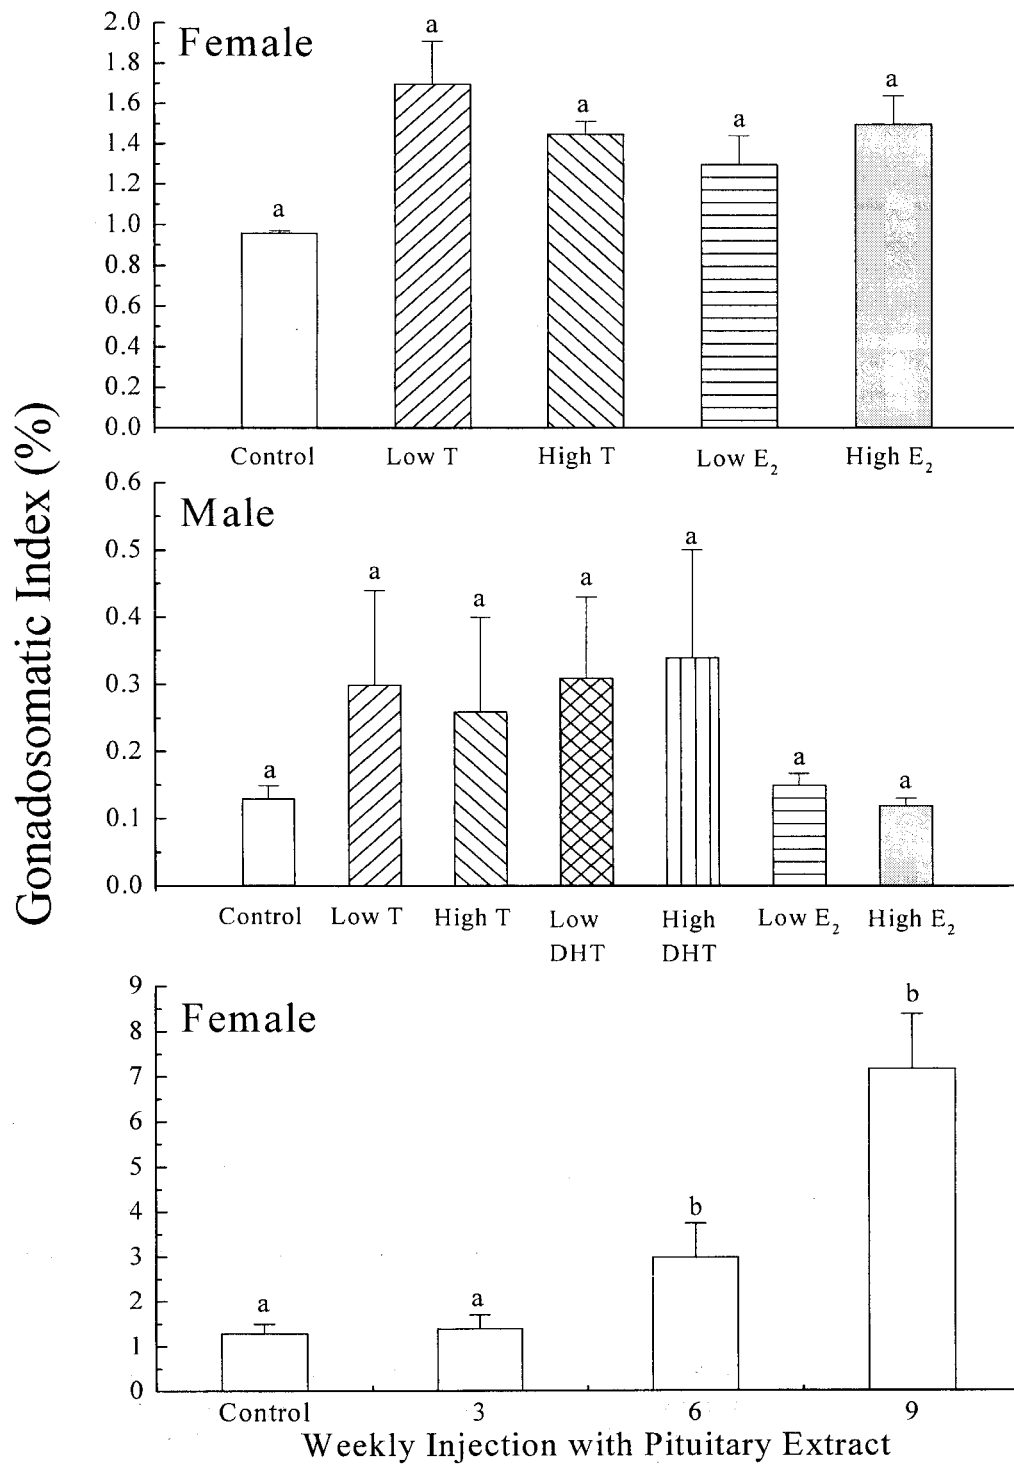 Gonadosomatic Index (%)
Female
2.0
1.8
1.6
1.4
1.2
1.0
0.8
0.6
0.4
0.2
0.0
a a a a a
Control Low T High T Low E₂ High E₂
Male
0.6
0.5
0.4
0.3
0.2
0.1
0.0
a a a a a a a
Control Low T High T Low DHT High DHT Low E₂ High E₂
Female
9
8
7
6
5
4
3
2
1
0
a a b b
Control 3 6 9
Weekly Injection with Pituitary Extract